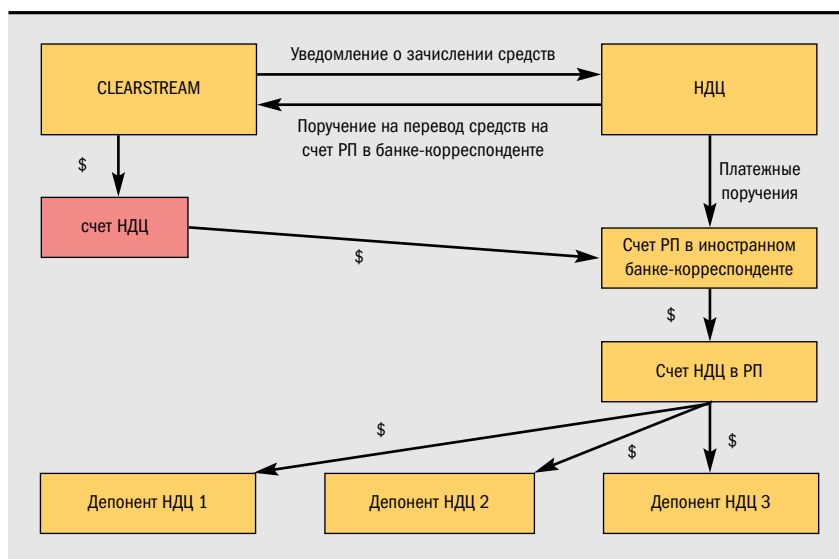 Уведомление о зачислении средств
CLEARSTREAM
НДЦ
Поручение на перевод средств на
счет РП в банке-корреспонденте
$
Платежные
поручения
счет НДЦ
Счет РП в иностранном
банке-корреспонденте
$
$
Счет НДЦ в РП
$
$
$
Депонент НДЦ 1
Депонент НДЦ 2
Депонент НДЦ 3